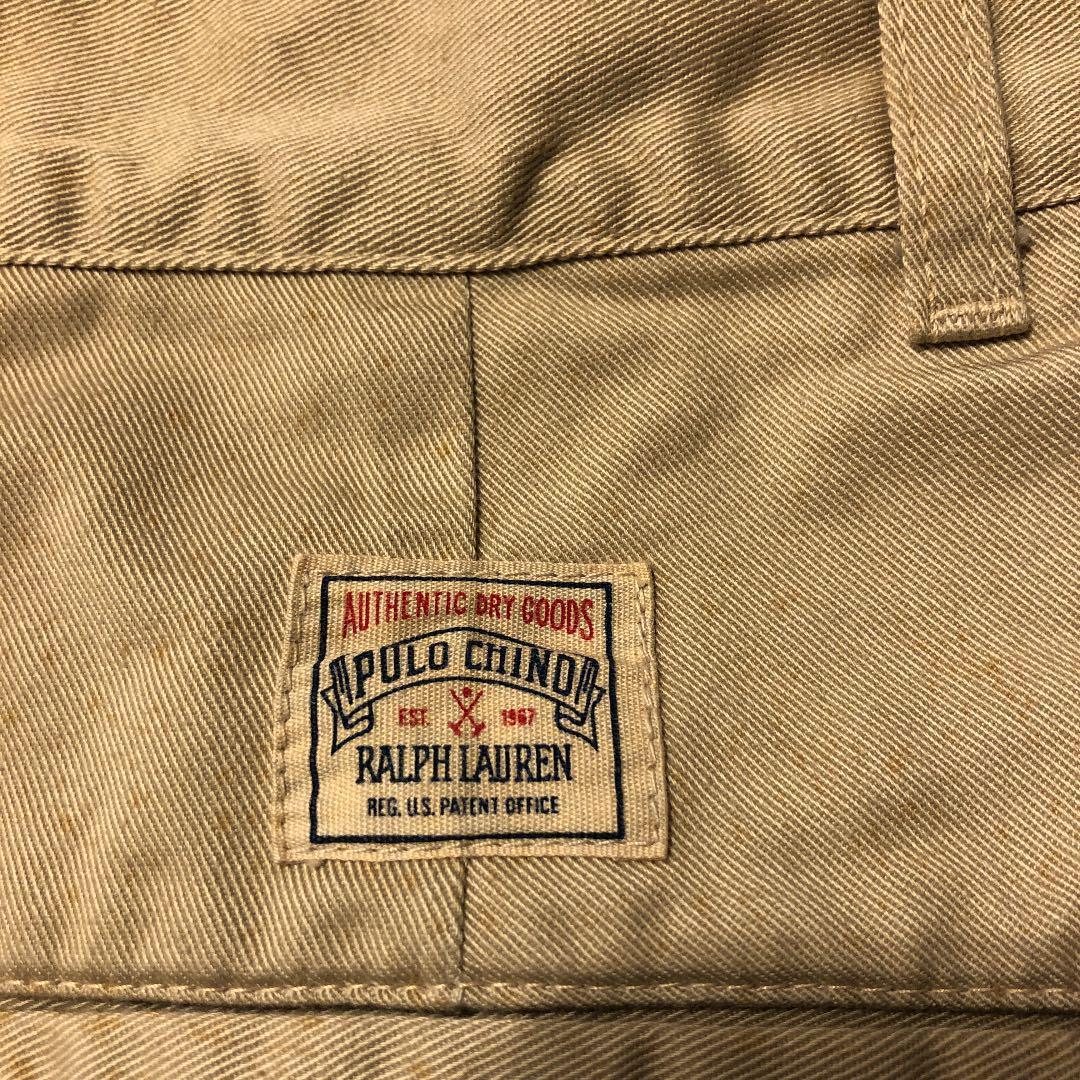 AUTHENTIC DRY GOODS
POLO CHINO
EST. 1967
RALPH LAUREN
REG. U.S. PATENT OFFICE